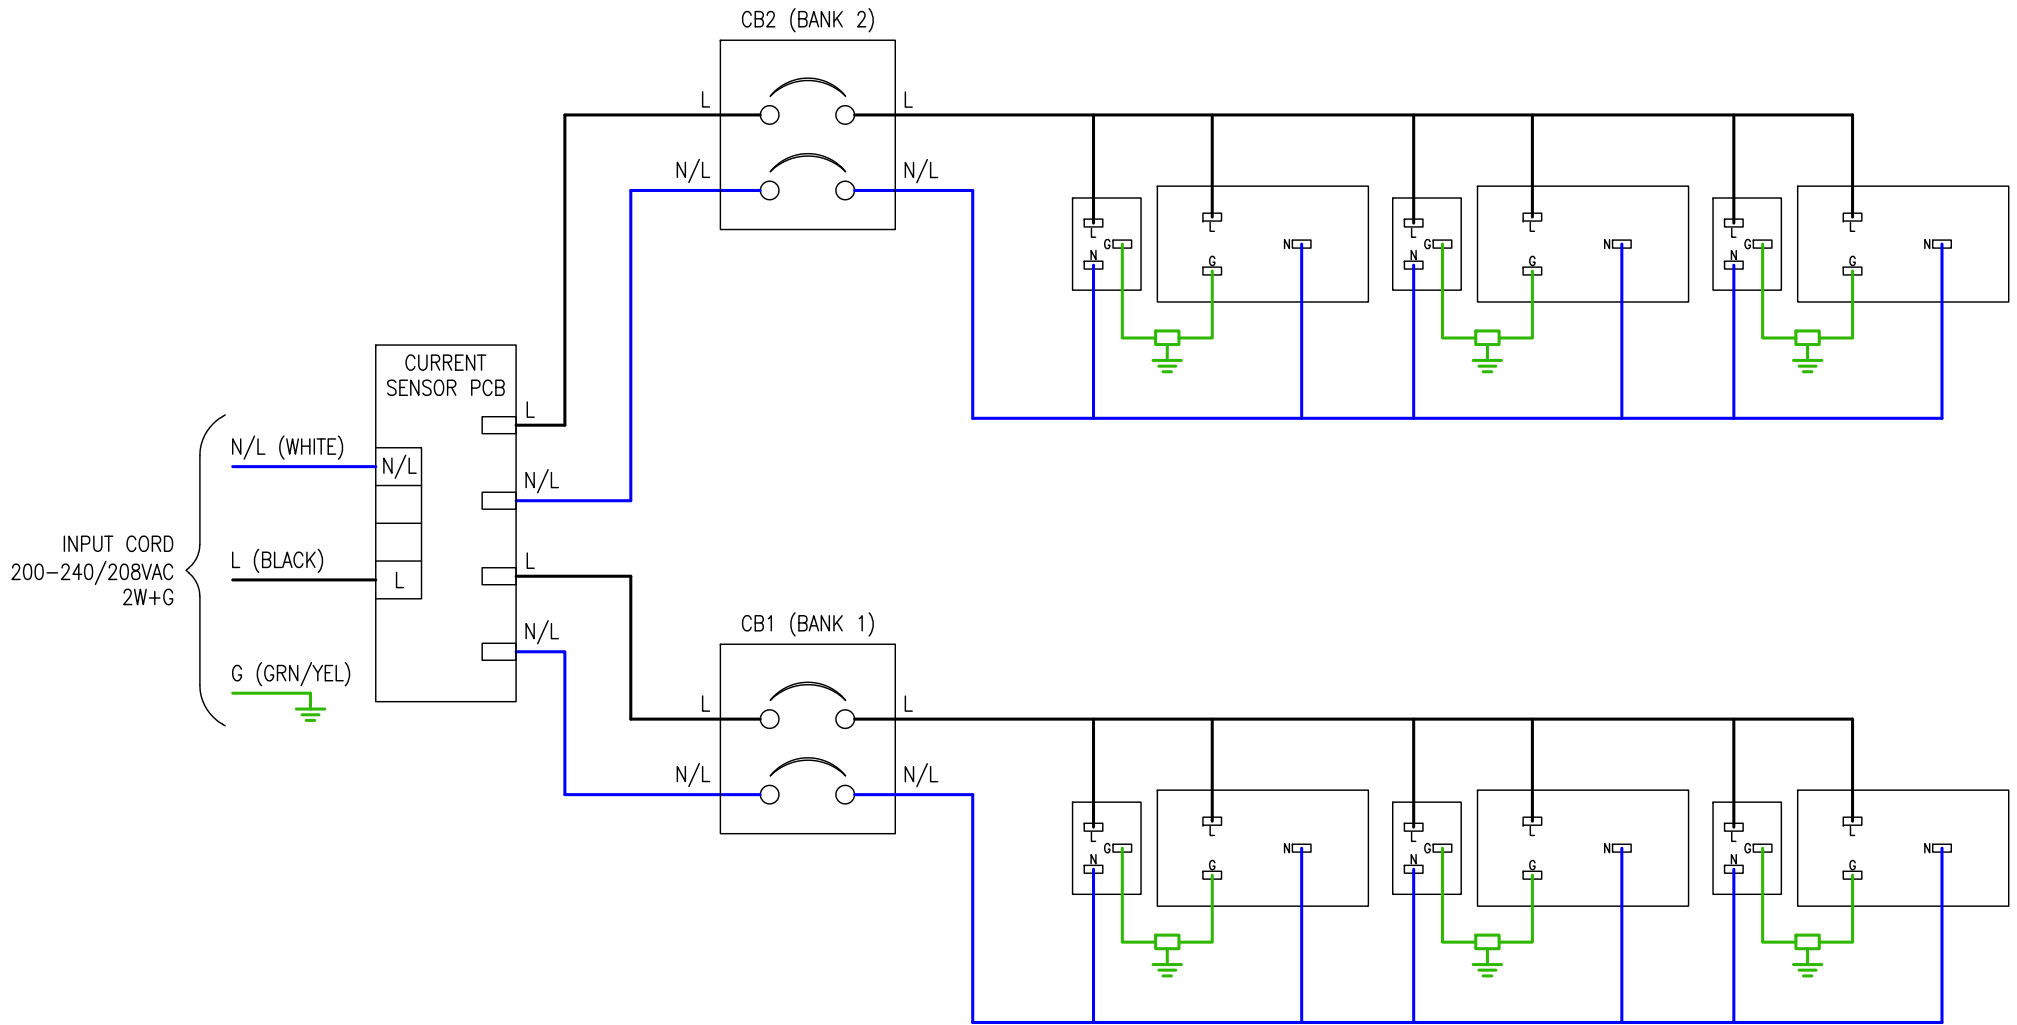 CB2 (BANK 2)
L L
N/L N/L
L L L L L L
G N G N G N
N G N G N G
CURRENT
SENSOR PCB
L
N/L (WHITE)
N/L
N/L
INPUT CORD
200-240/208VAC
2W+G
L (BLACK)
L
L
CB1 (BANK 1)
N/L
G (GRN/YEL)
L L
N/L N/L
L L L L L L
G N G N G N
N G N G N G